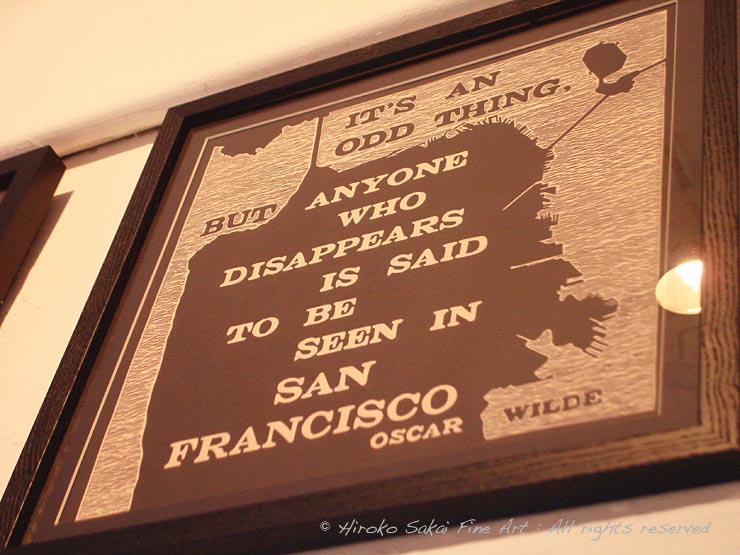 IT'S AN
ODD THING.
BUT ANYONE
WHO
DISAPPEARS
IS SAID
TO BE
SEEN IN
SAN
FRANCISCO
OSCAR WILDE
© Hiroko Sakai Fine Art : All rights reserved